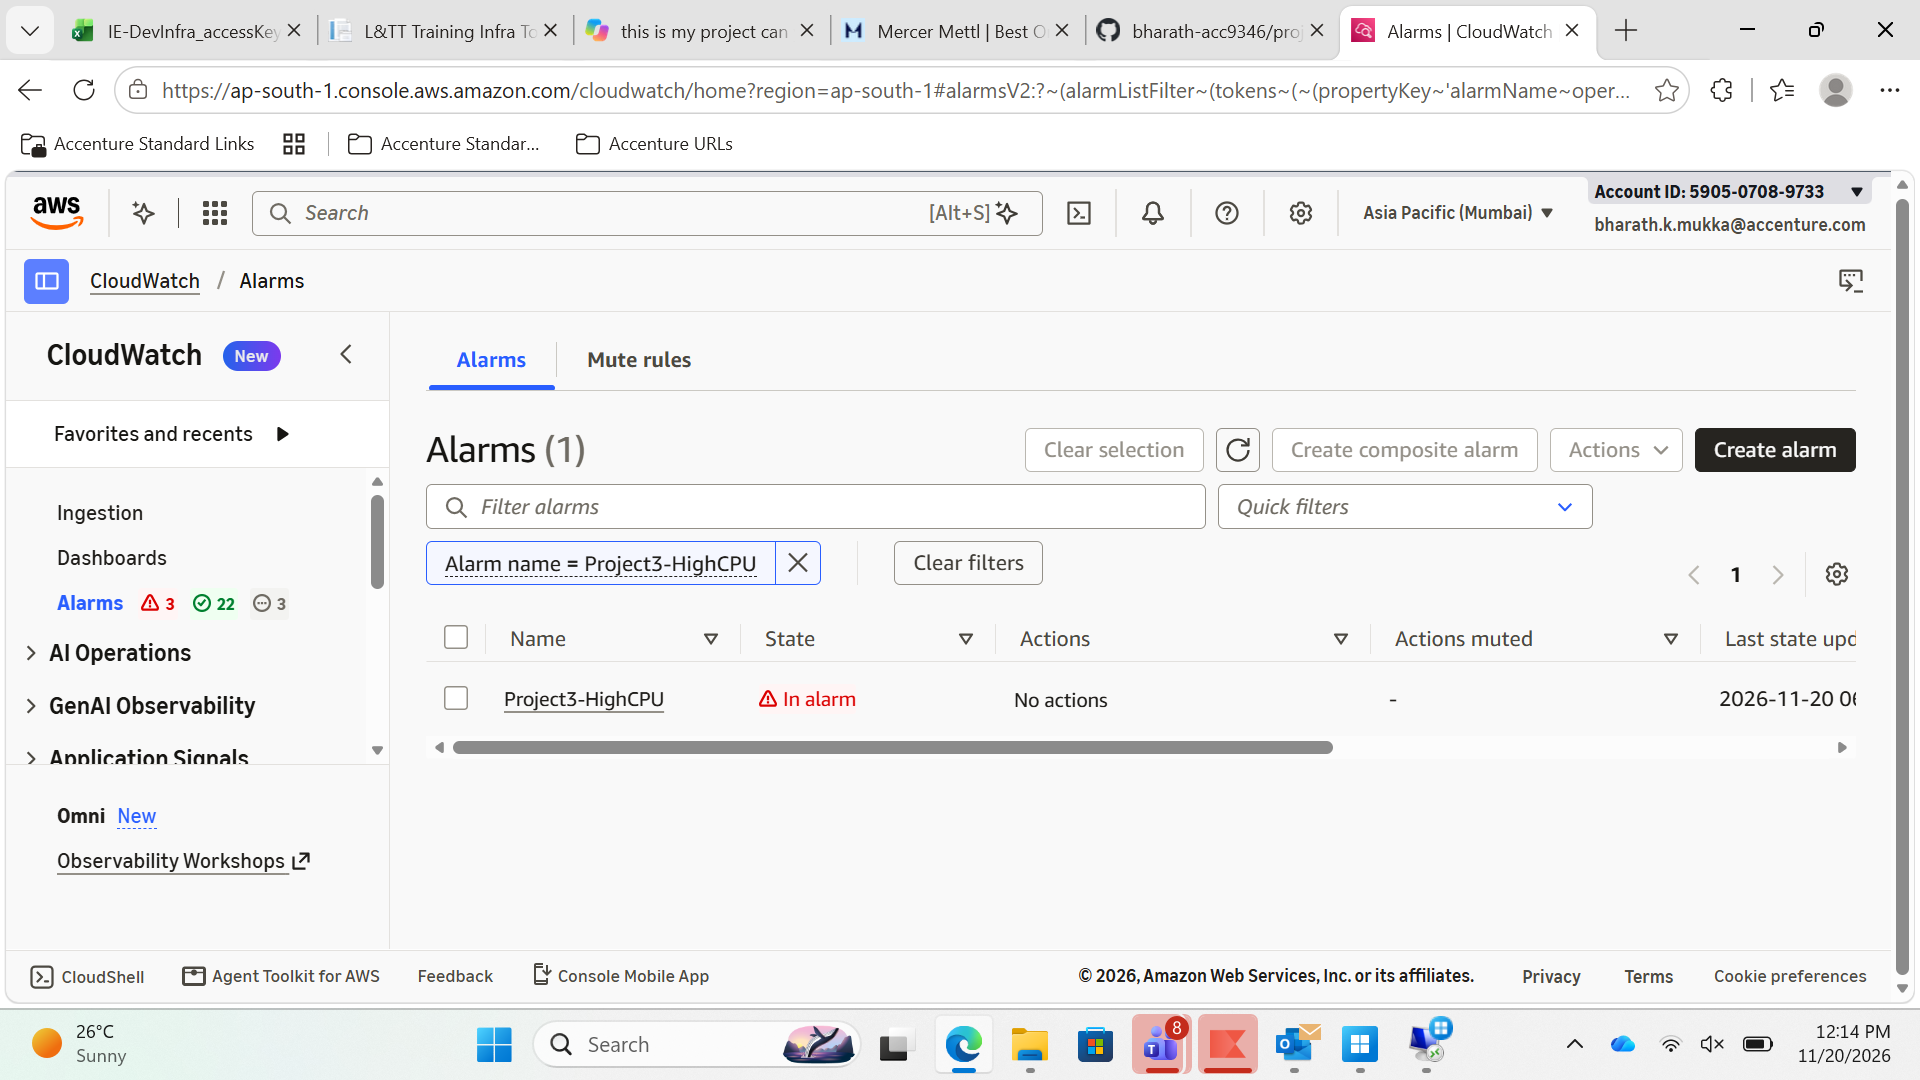 IE-DevInfra_accessKey
L&TT Training Infra To
this is my project can
Mercer Mettl | Best O
bharath-acc9346/proj
Alarms | CloudWatch
https://ap-south-1.console.aws.amazon.com/cloudwatch/home?region=ap-south-1#alarmsV2:?~(alarmListFilter~(tokens~(~(propertyKey~'alarmName~oper...
Accenture Standard Links
Accenture Standar...
Accenture URLs
aws
Search
[Alt+S]
Asia Pacific (Mumbai)
Account ID: 5905-0708-9733
bharath.k.mukka@accenture.com
CloudWatch / Alarms
CloudWatch New
Favorites and recents
Ingestion
Dashboards
Alarms 3 22 3
AI Operations
GenAI Observability
Application Signals
Omni New
Observability Workshops
Alarms
Mute rules
Alarms (1)
Clear selection
Create composite alarm
Actions
Create alarm
Filter alarms
Quick filters
Alarm name = Project3-HighCPU
Clear filters
1
Name State Actions Actions muted Last state upd
Project3-HighCPU In alarm No actions - 2026-11-20 06
CloudShell
Agent Toolkit for AWS
Feedback
Console Mobile App
© 2026, Amazon Web Services, Inc. or its affiliates.
Privacy
Terms
Cookie preferences
26°C
Sunny
Search
8
12:14 PM
11/20/2026